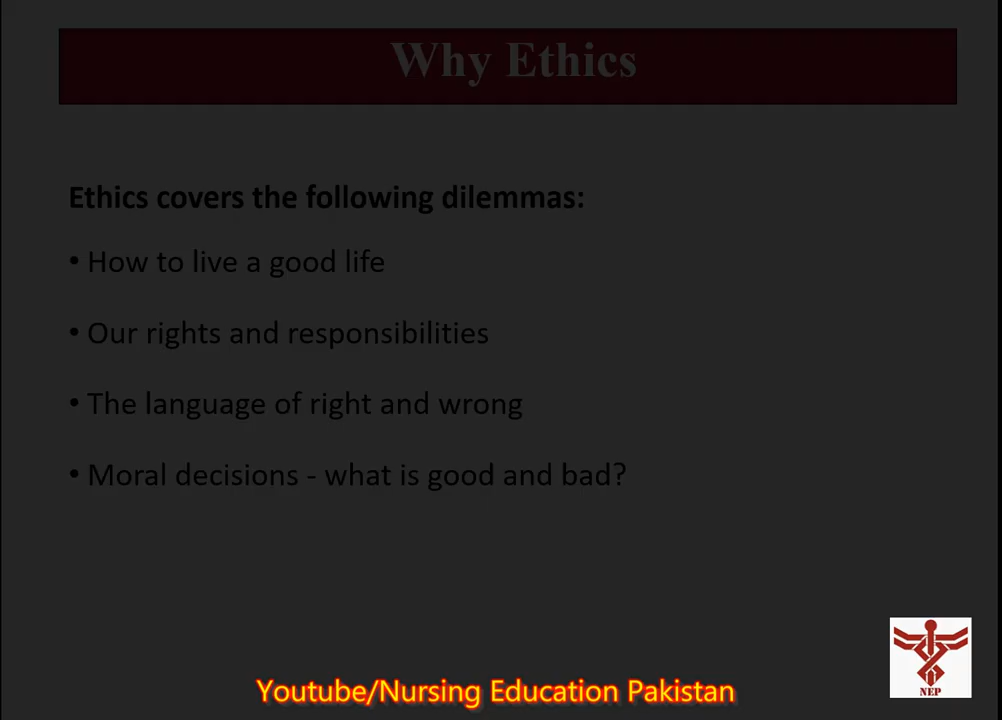 Why Ethics
Ethics covers the following dilemmas:
• How to live a good life
• Our rights and responsibilities
• The language of right and wrong
• Moral decisions - what is good and bad?
NEP
Youtube/Nursing Education Pakistan